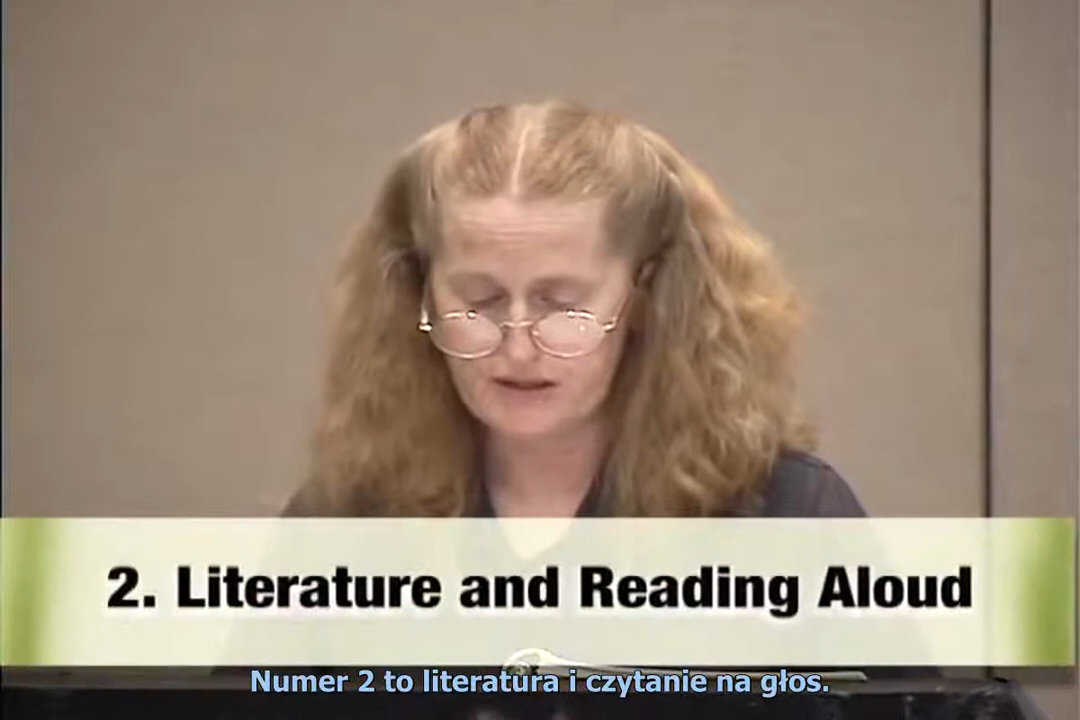 2. Literature and Reading Aloud
Numer 2 to literatura i czytanie na głos.